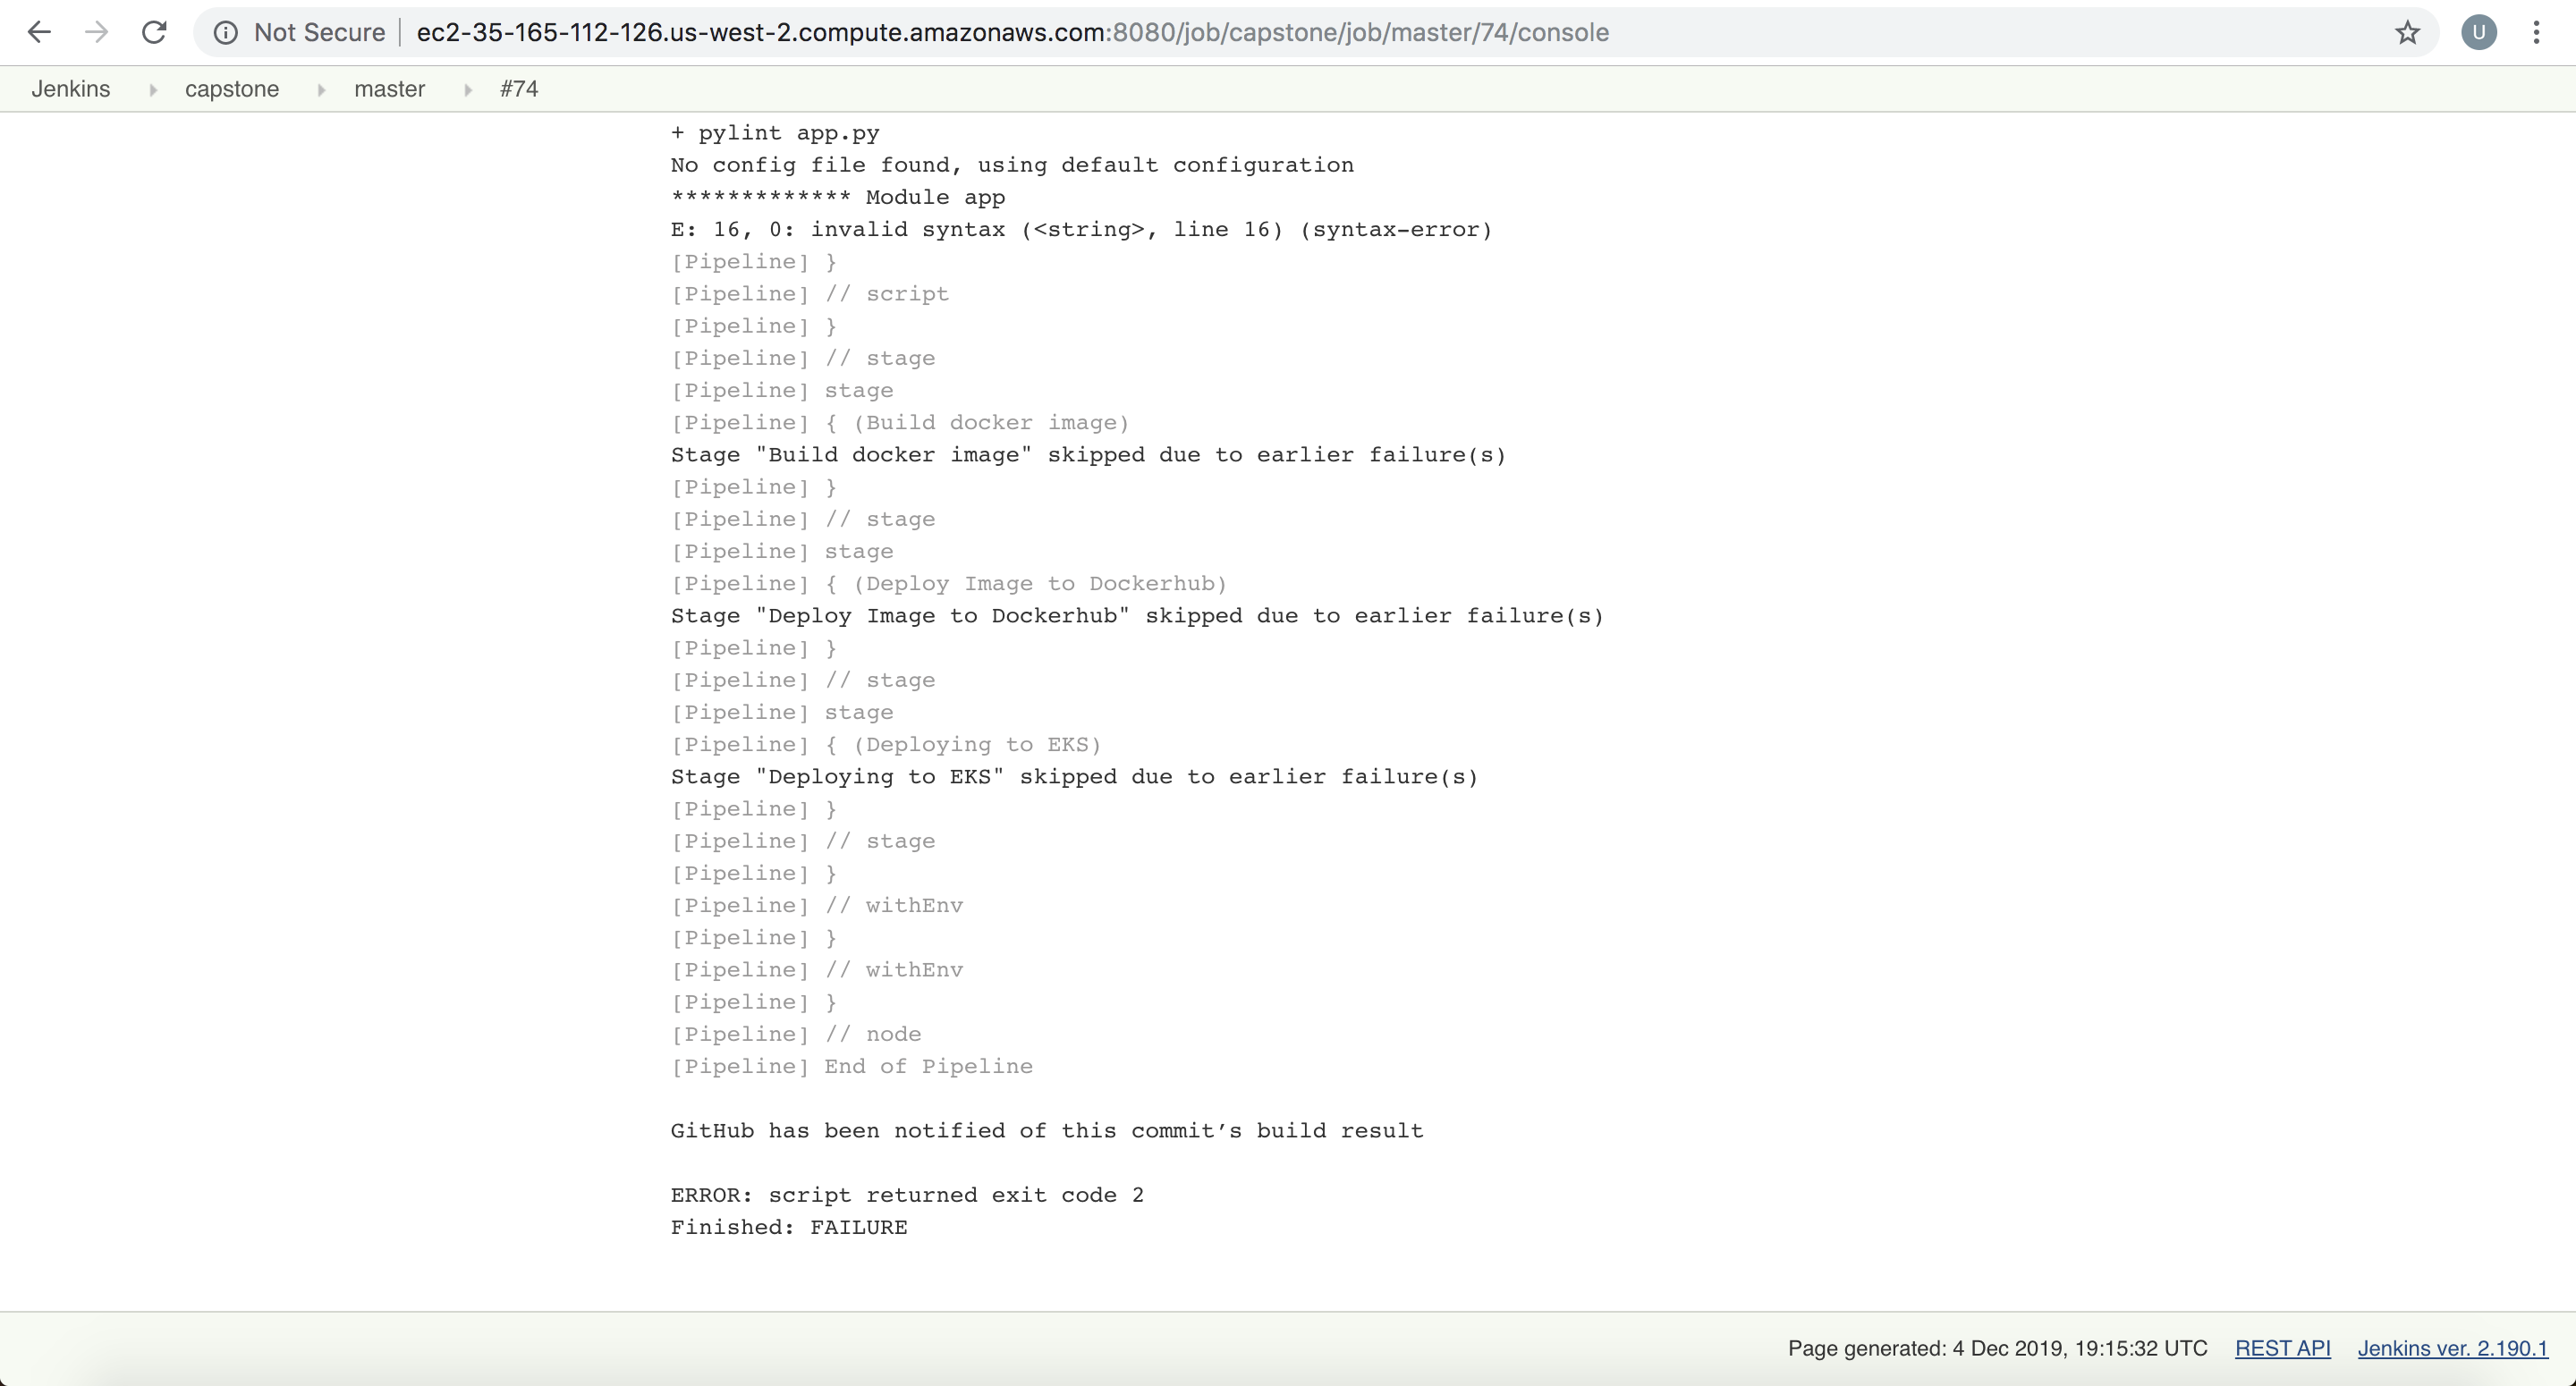 Not Secure | ec2-35-165-112-126.us-west-2.compute.amazonaws.com:8080/job/capstone/job/master/74/console
U
Jenkins capstone master #74
+ pylint app.py
No config file found, using default configuration
************* Module app
E: 16, 0: invalid syntax (<string>, line 16) (syntax-error)
[Pipeline] }
[Pipeline] // script
[Pipeline] }
[Pipeline] // stage
[Pipeline] stage
[Pipeline] { (Build docker image)
Stage "Build docker image" skipped due to earlier failure(s)
[Pipeline] }
[Pipeline] // stage
[Pipeline] stage
[Pipeline] { (Deploy Image to Dockerhub)
Stage "Deploy Image to Dockerhub" skipped due to earlier failure(s)
[Pipeline] }
[Pipeline] // stage
[Pipeline] stage
[Pipeline] { (Deploying to EKS)
Stage "Deploying to EKS" skipped due to earlier failure(s)
[Pipeline] }
[Pipeline] // stage
[Pipeline] }
[Pipeline] // withEnv
[Pipeline] }
[Pipeline] // withEnv
[Pipeline] }
[Pipeline] // node
[Pipeline] End of Pipeline
GitHub has been notified of this commit’s build result
ERROR: script returned exit code 2
Finished: FAILURE
Page generated: 4 Dec 2019, 19:15:32 UTC REST API Jenkins ver. 2.190.1